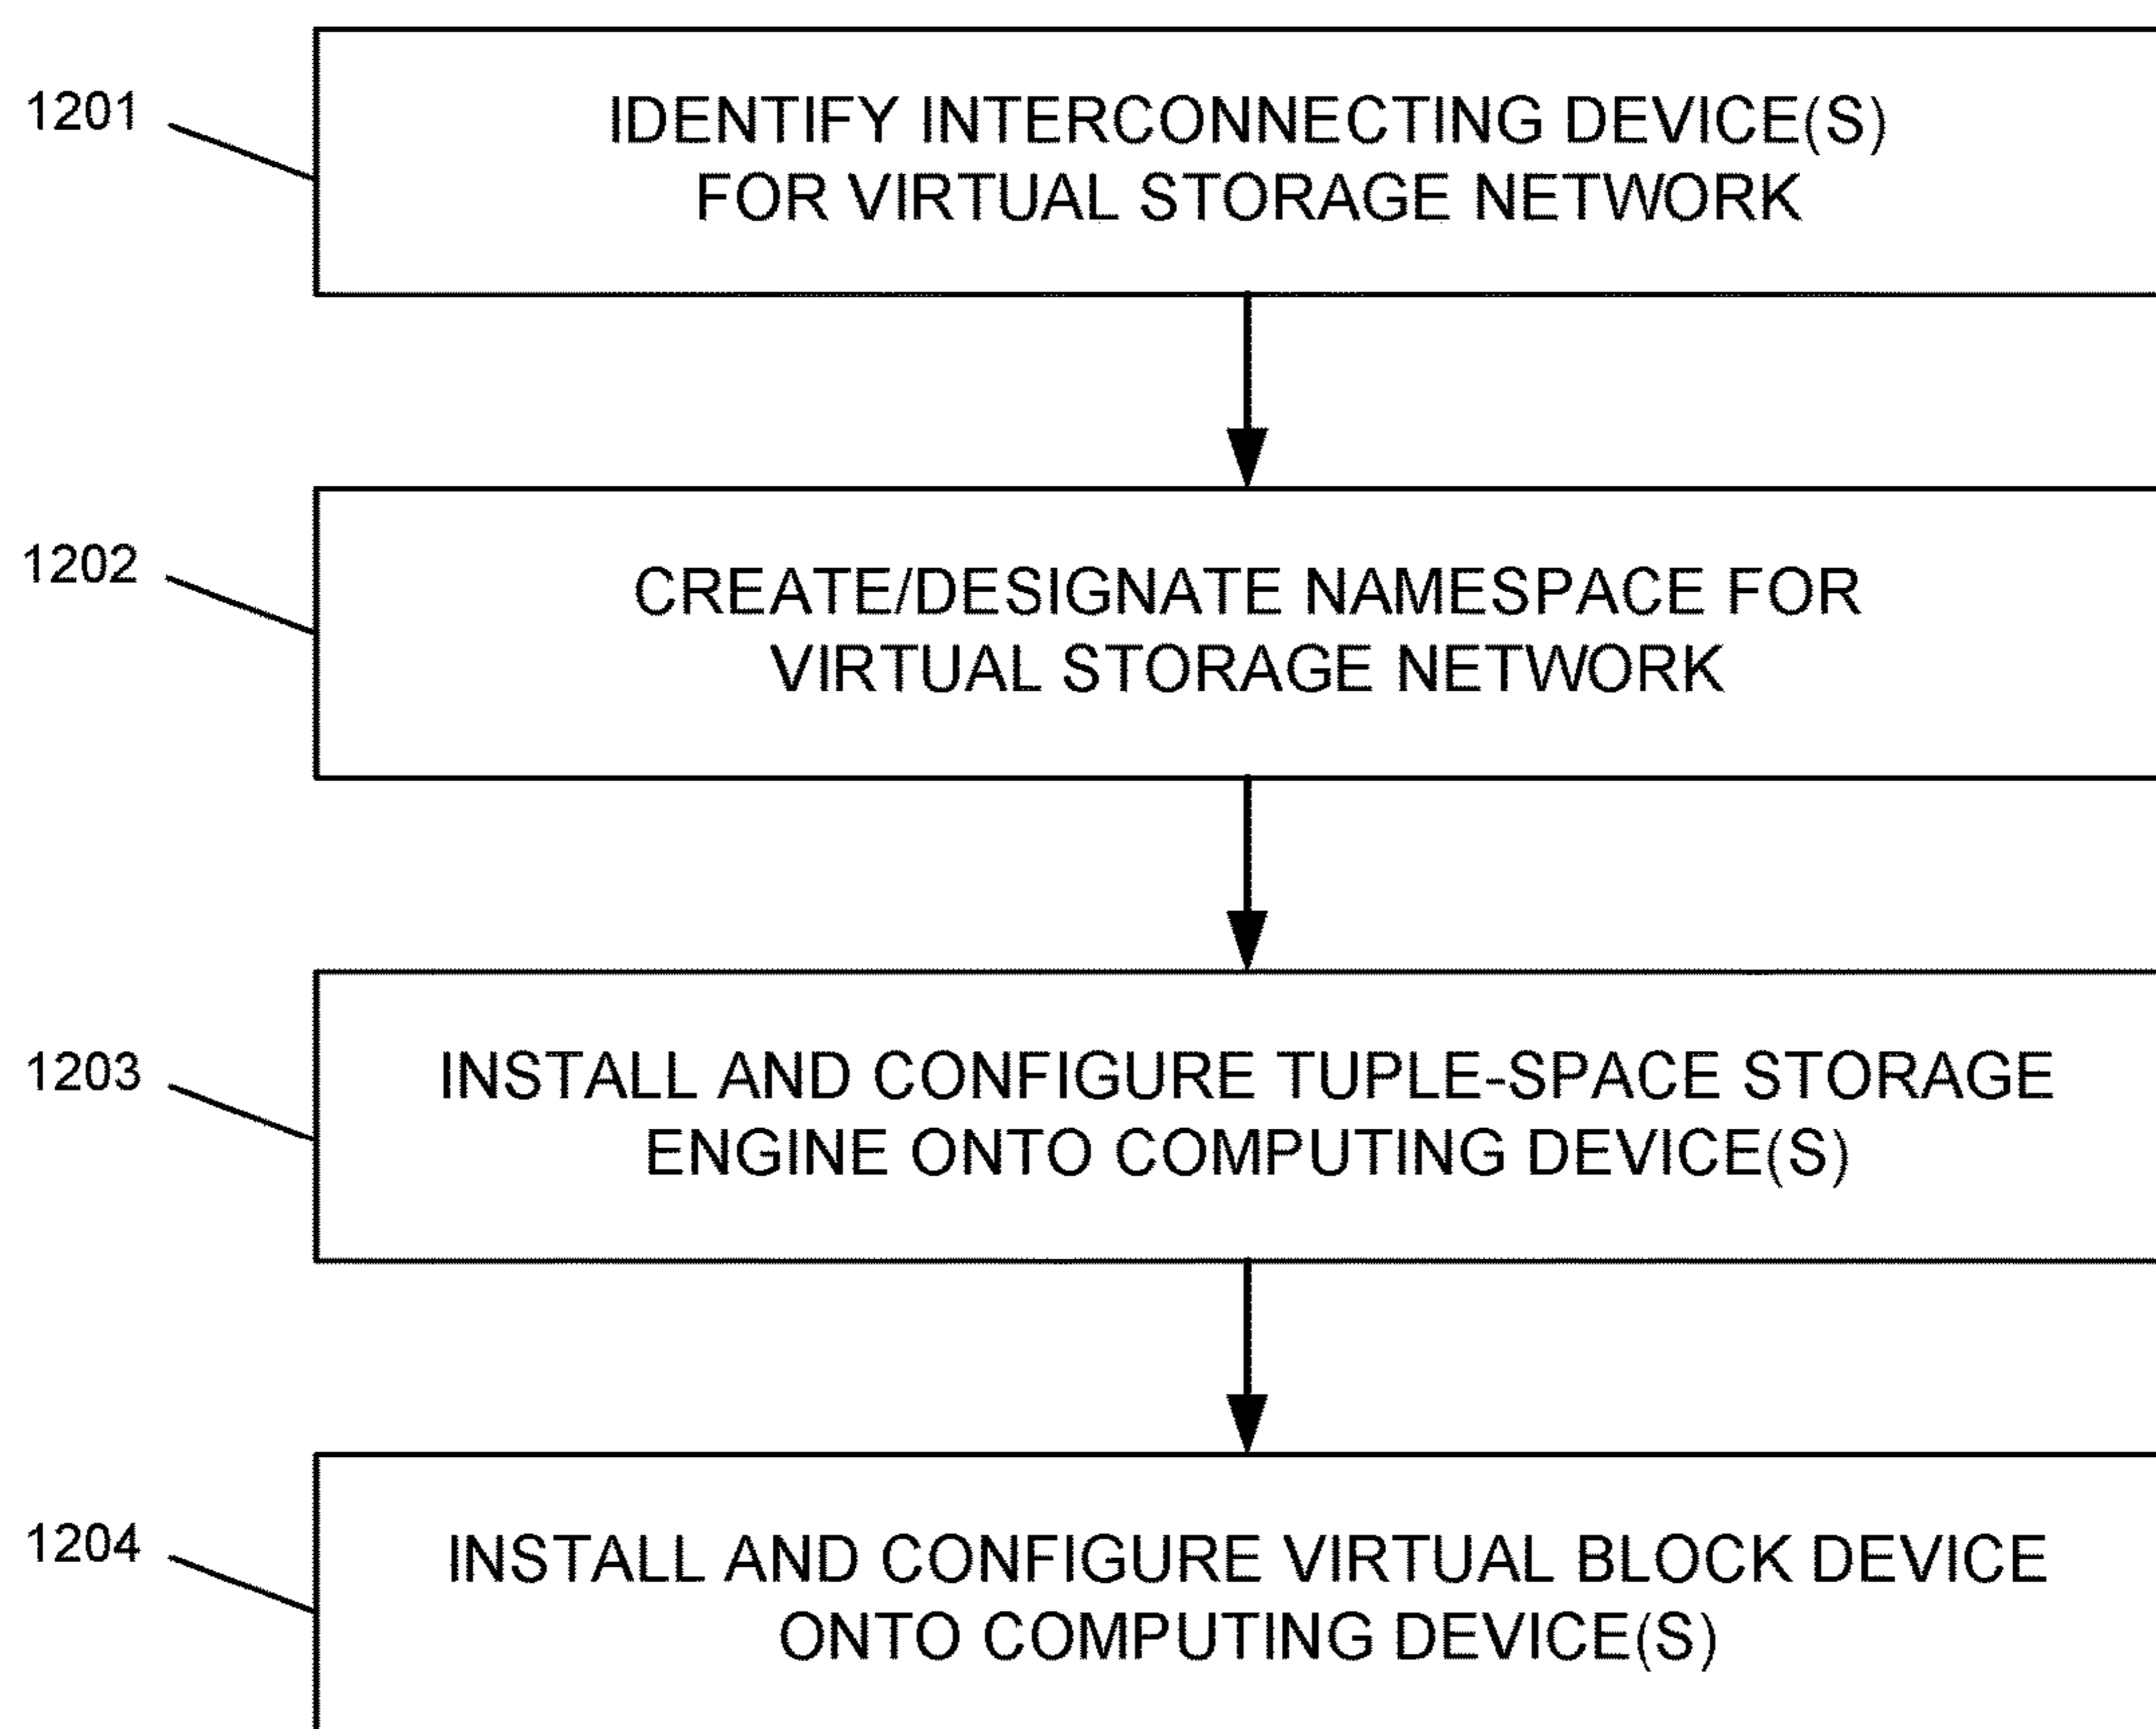 1201
IDENTIFY INTERCONNECTING DEVICE(S)
FOR VIRTUAL STORAGE NETWORK
1202
CREATE/DESIGNATE NAMESPACE FOR
VIRTUAL STORAGE NETWORK
1203
INSTALL AND CONFIGURE TUPLE-SPACE STORAGE
ENGINE ONTO COMPUTING DEVICE(S)
1204
INSTALL AND CONFIGURE VIRTUAL BLOCK DEVICE
ONTO COMPUTING DEVICE(S)